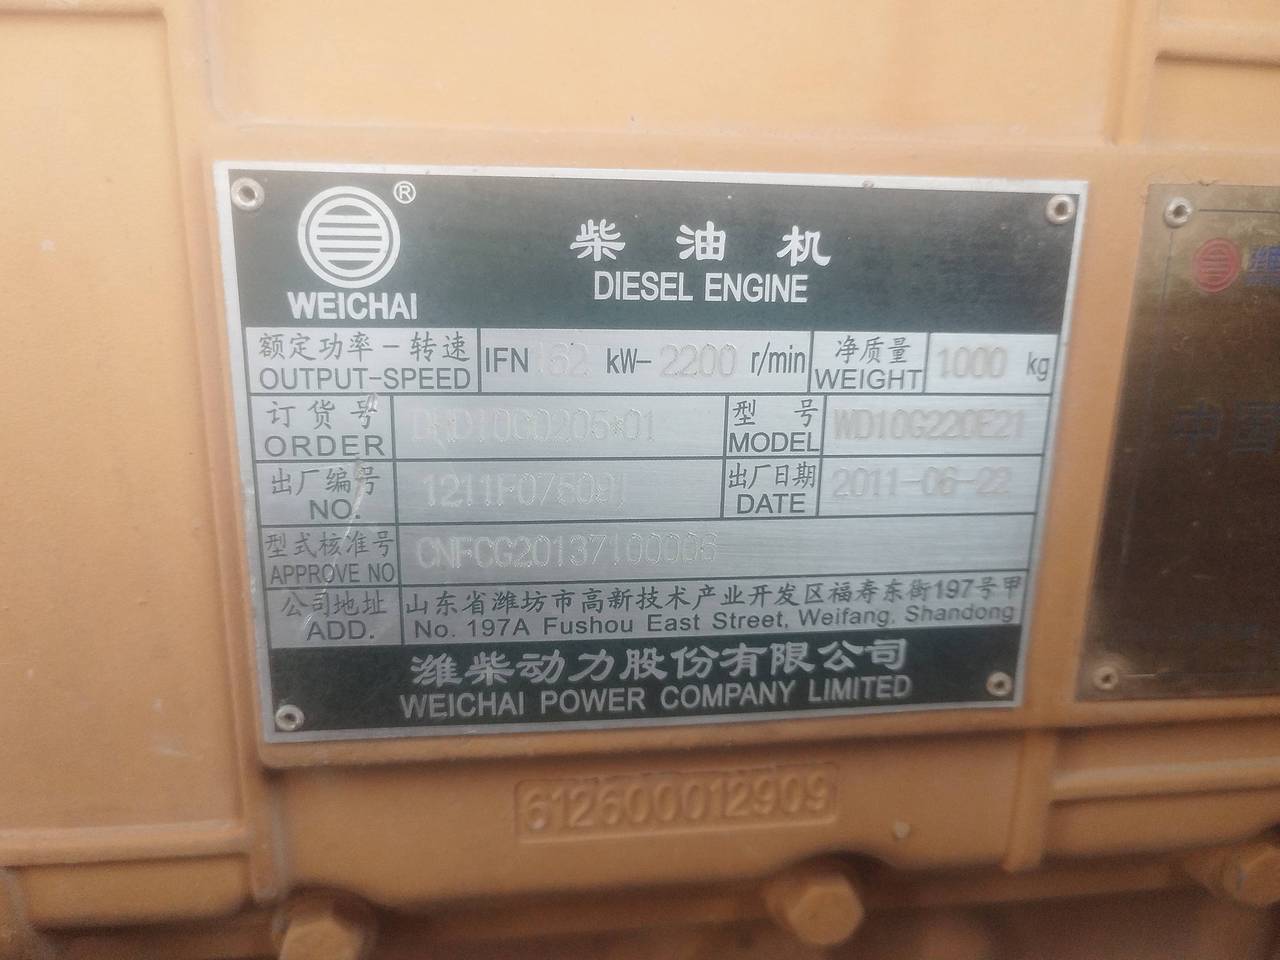 ®
WEICHAI
柴油机
DIESEL ENGINE
额定功率-转速
OUTPUT-SPEED
IFN 162 kW-2200 r/min
净质量
WEIGHT
1000 kg
订货号
ORDER
型号
MODEL
WD10G220E21
出厂编号
NO.
出厂日期
DATE
2011-06-22
型式核准号
APPROVE NO
CNFCG20137100006
公司地址
ADD.
山东省潍坊市高新技术产业开发区福寿东街197号甲
No. 197A Fushou East Street, Weifang, Shandong
潍柴动力股份有限公司
WEICHAI POWER COMPANY LIMITED
612600012909
中国